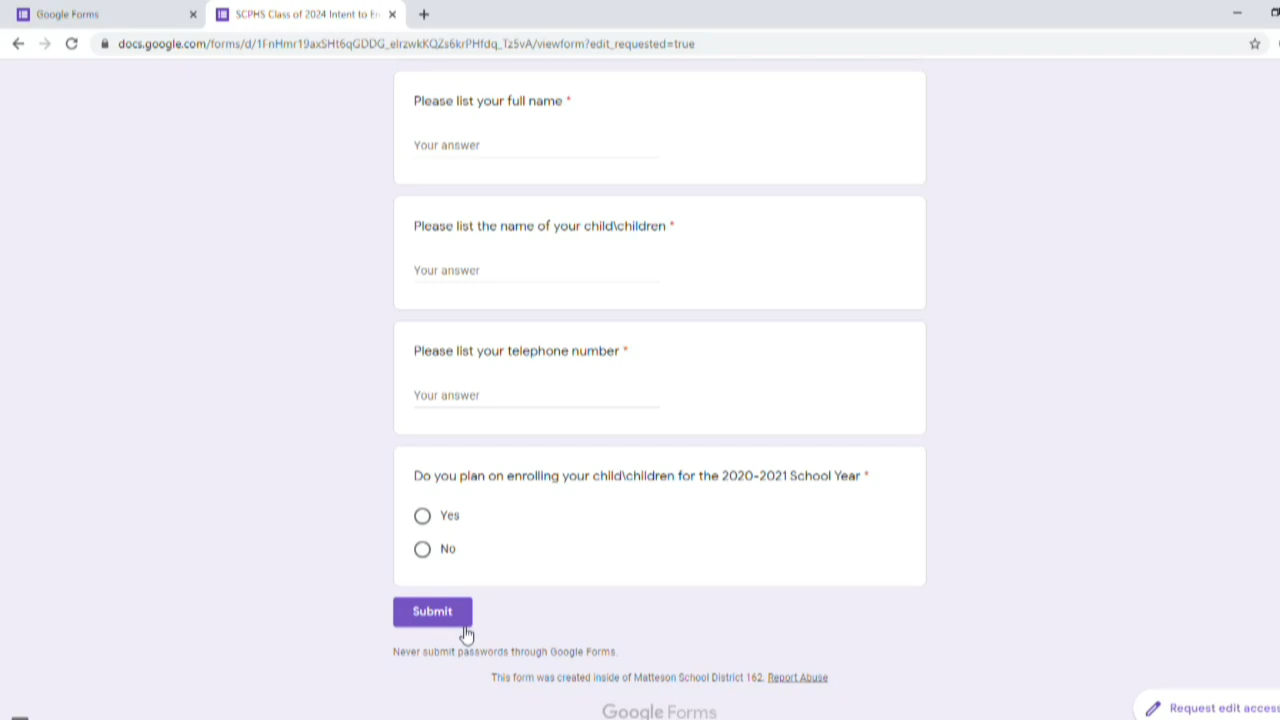 Google Forms
SCPHS Class of 2024 Intent to En
docs.google.com/forms/d/1FnHmr19axSHt6qGDDG_eirzwkKQZs6krPHfdq_Tz5vA/viewform?edit_requested=true
Please list your full name *
Your answer
Please list the name of your child\children *
Your answer
Please list your telephone number *
Your answer
Do you plan on enrolling your child\children for the 2020-2021 School Year *
Yes
No
Submit
Never submit passwords through Google Forms.
This form was created inside of Matteson School District 162. Report Abuse
Google Forms
Request edit access